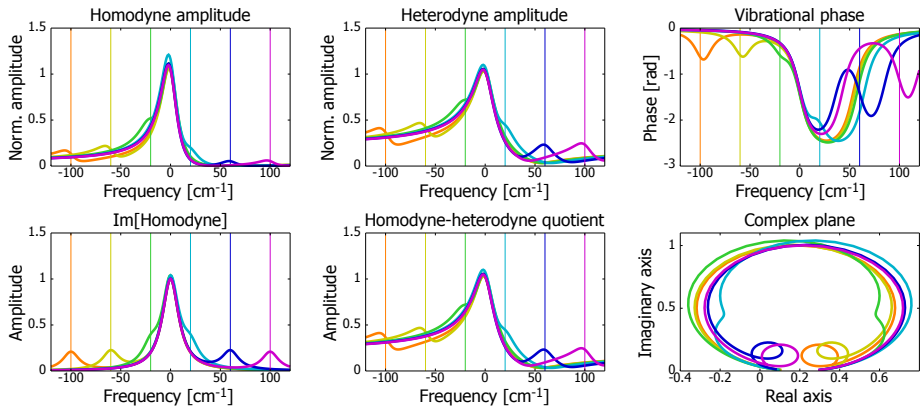 Homodyne amplitude
Norm. amplitude
1.5
1
0.5
0
-100 -50 0 50 100
Frequency [cm⁻¹]
Heterodyne amplitude
Norm. amplitude
1.5
1
0.5
0
-100 -50 0 50 100
Frequency [cm⁻¹]
Vibrational phase
Phase [rad]
0
-1
-2
-3
-100 -50 0 50 100
Frequency [cm⁻¹]
Im[Homodyne]
Amplitude
1.5
1
0.5
0
-100 -50 0 50 100
Frequency [cm⁻¹]
Homodyne-heterodyne quotient
Amplitude
1.5
1
0.5
0
-100 -50 0 50 100
Frequency [cm⁻¹]
Complex plane
Imaginary axis
1
0.5
0
-0.4 -0.2 0 0.2 0.4 0.6
Real axis